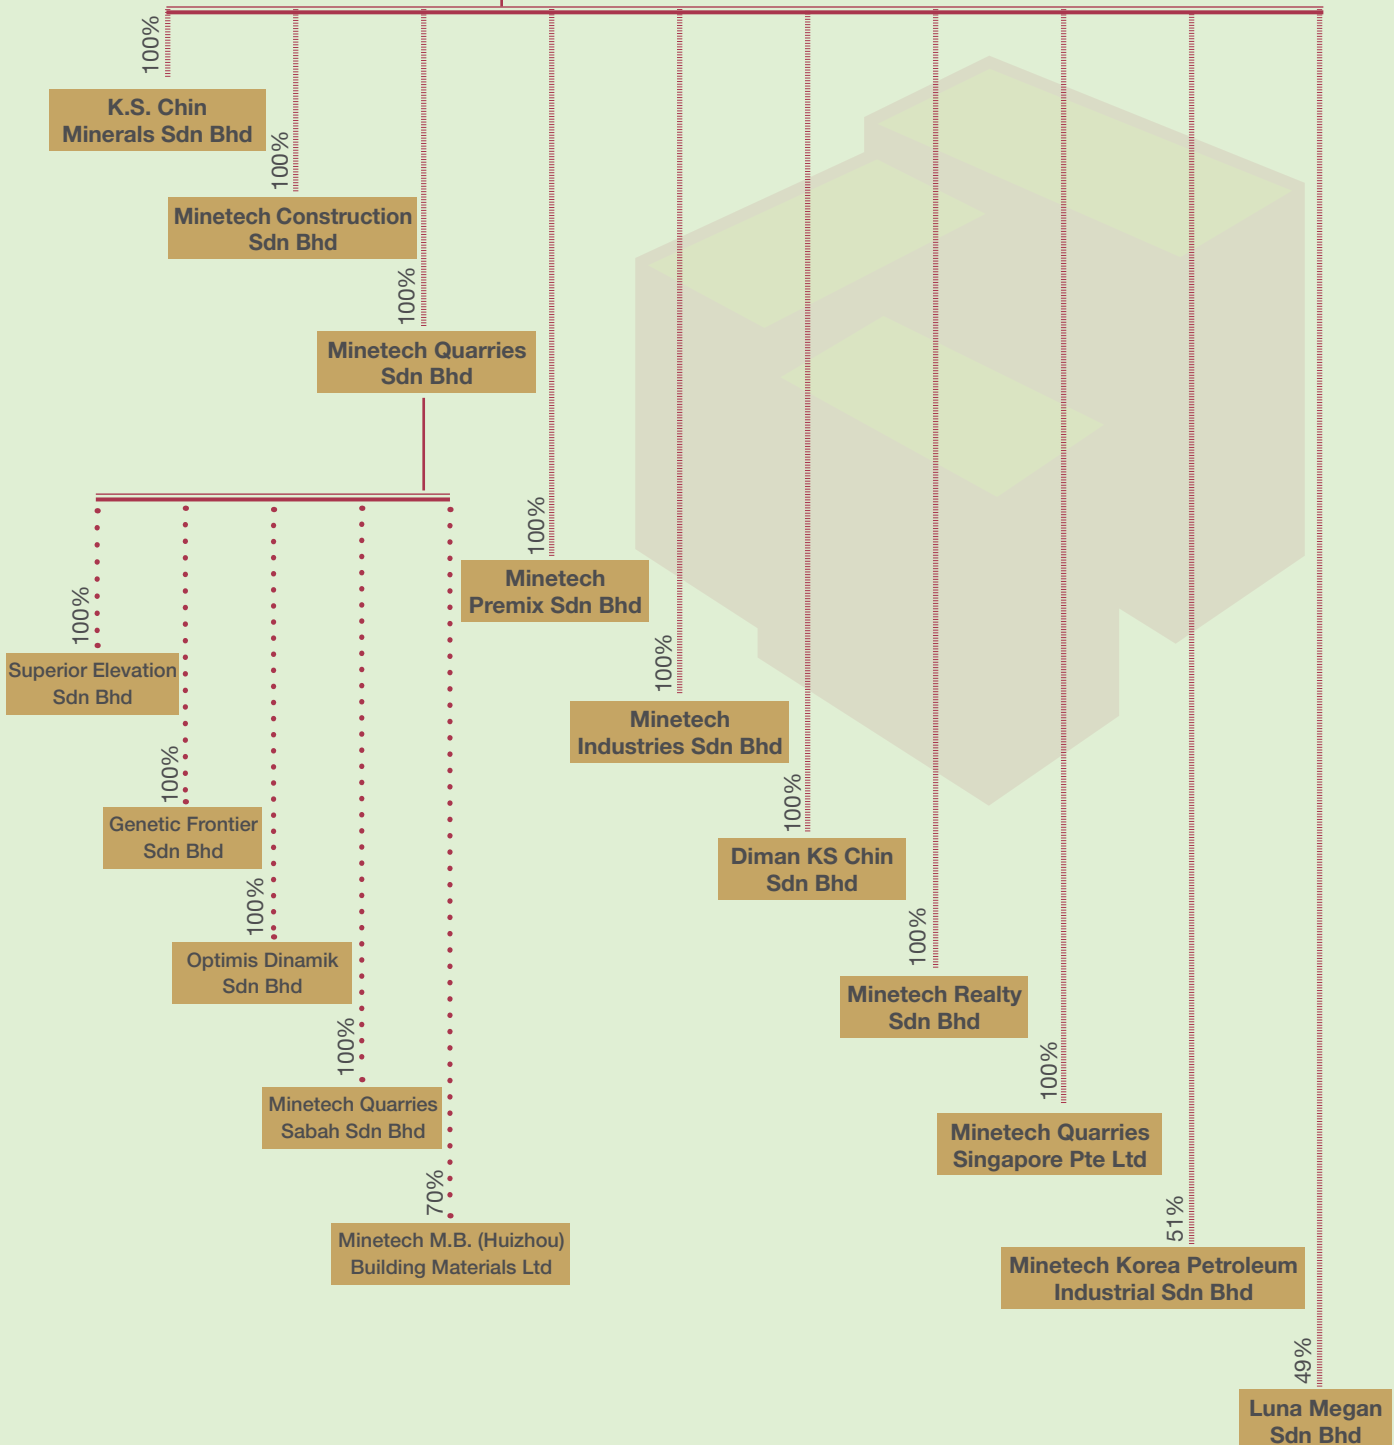 100%
K.S. Chin
Minerals Sdn Bhd
100%
Minetech Construction
Sdn Bhd
100%
Minetech Quarries
Sdn Bhd
100%
Minetech
Premix Sdn Bhd
100%
Superior Elevation
Sdn Bhd
100%
Minetech
Industries Sdn Bhd
100%
Genetic Frontier
Sdn Bhd
100%
Diman KS Chin
Sdn Bhd
100%
Optimis Dinamik
Sdn Bhd
100%
Minetech Realty
Sdn Bhd
100%
Minetech Quarries
Sabah Sdn Bhd
100%
Minetech Quarries
Singapore Pte Ltd
70%
Minetech M.B. (Huizhou)
Building Materials Ltd
51%
Minetech Korea Petroleum
Industrial Sdn Bhd
49%
Luna Megan
Sdn Bhd